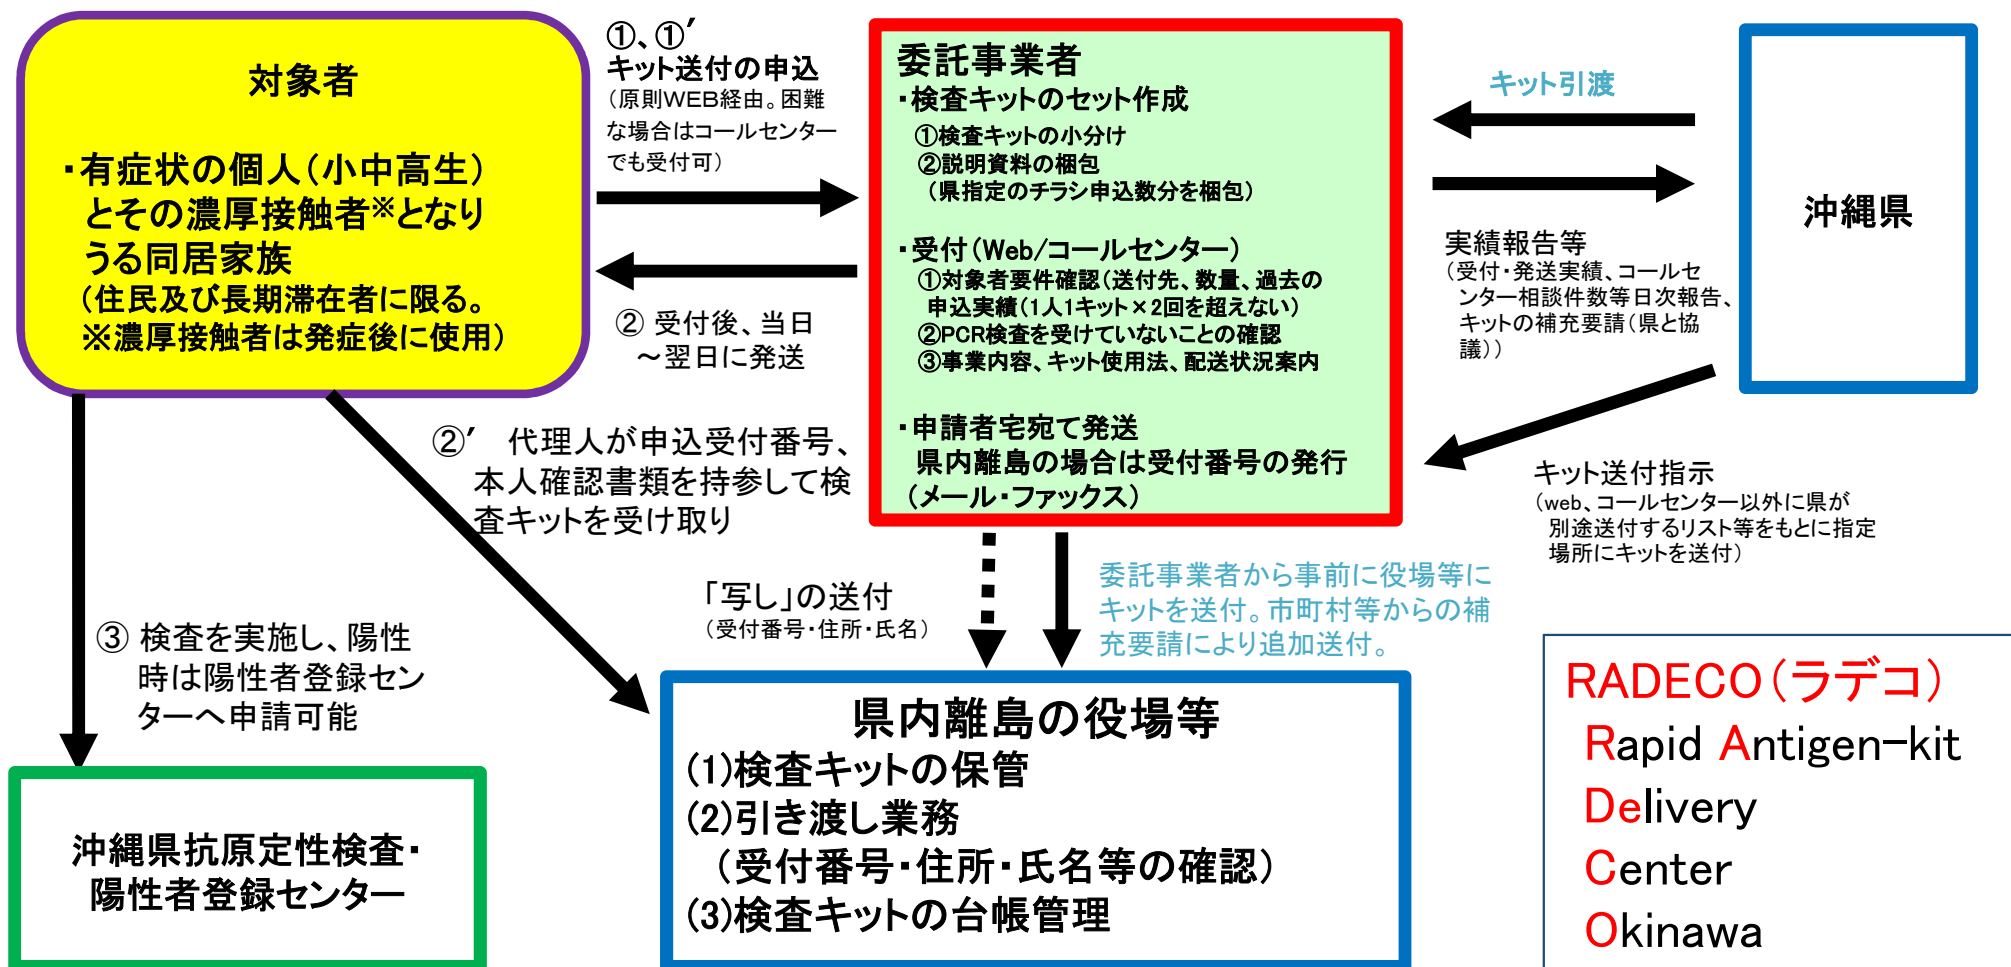 対象者
・有症状の個人（小中高生）
とその濃厚接触者※となり
うる同居家族
（住民及び長期滞在者に限る。
※濃厚接触者は発症後に使用）
①、①′
キット送付の申込
（原則WEB経由。困難
な場合はコールセンター
でも受付可）
② 受付後、当日
～翌日に発送
委託事業者
・検査キットのセット作成
①検査キットの小分け
②説明資料の梱包
（県指定のチラシ申込数分を梱包）
・受付（Web/コールセンター）
①対象者要件確認（送付先、数量、過去の
申込実績（1人1キット×2回を超えない）
②PCR検査を受けていないことの確認
③事業内容、キット使用法、配送状況案内
・申請者宅宛て発送
県内離島の場合は受付番号の発行
（メール・ファックス）
キット引渡
実績報告等
（受付・発送実績、コールセ
ンター相談件数等日次報告、
キットの補充要請（県と協
議））
沖縄県
キット送付指示
（web、コールセンター以外に県が
別途送付するリスト等をもとに指定
場所にキットを送付）
②′ 代理人が申込受付番号、
本人確認書類を持参して検
査キットを受け取り
「写し」の送付
（受付番号・住所・氏名）
委託事業者から事前に役場等に
キットを送付。市町村等からの補
充要請により追加送付。
③ 検査を実施し、陽性
時は陽性者登録セン
ターへ申請可能
沖縄県抗原定性検査・
陽性者登録センター
県内離島の役場等
(1)検査キットの保管
(2)引き渡し業務
（受付番号・住所・氏名等の確認）
(3)検査キットの台帳管理
RADECO（ラデコ）
Rapid Antigen-kit
Delivery
Center
Okinawa